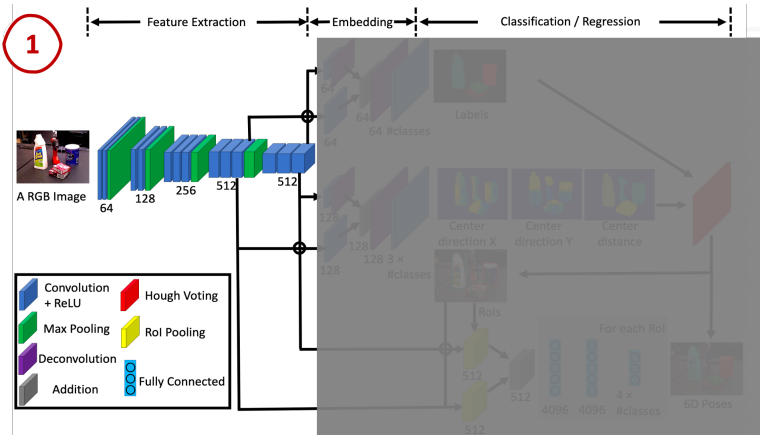 Feature Extraction
Embedding
Classification / Regression
1
A RGB Image
64
128
256
512
512
64
64
64
#classes
Labels
128
128
128
128
3 ×
#classes
Center
direction X
Center
direction Y
Center
distance
RoIs
For each RoI
512
512
512
4096
4096
4 ×
#classes
6D Poses
Convolution
+ ReLU
Hough Voting
Max Pooling
RoI Pooling
Deconvolution
Fully Connected
Addition